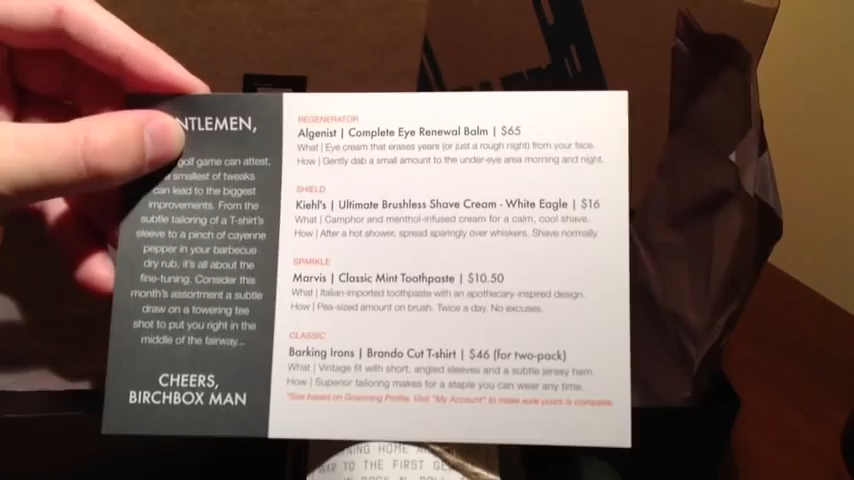 NTLEMEN,
golf game can attest,
smallest of tweaks
can lead to the biggest
improvements. From the
subtle tailoring of a T-shirt's
sleeve to a pinch of cayenne
pepper in your barbecue
dry rub, it's all about the
fine-tuning. Consider this
month's assortment a subtle
draw on a towering tee
shot to put you right in the
middle of the fairway...
CHEERS,
BIRCHBOX MAN
REGENERATOR
Algenist | Complete Eye Renewal Balm | $65
What | Eye cream that erases years (or just a rough night) from your face.
How | Gently dab a small amount to the under-eye area morning and night.
SHIELD
Kiehl's | Ultimate Brushless Shave Cream - White Eagle | $16
What | Camphor and menthol-infused cream for a calm, cool shave.
How | After a hot shower, spread sparingly over whiskers. Shave normally.
SPARKLE
Marvis | Classic Mint Toothpaste | $10.50
What | Italian-imported toothpaste with an apothecary-inspired design.
How | Pea-sized amount on brush. Twice a day. No excuses.
CLASSIC
Barking Irons | Brando Cut T-shirt | $46 (for two-pack)
What | Vintage fit with short, angled sleeves and a subtle jersey hem.
How | Superior tailoring makes for a staple you can wear any time.
*Size based on Grooming Profile. Visit "My Account" to make sure yours is complete.
NING HOME
TO THE FIRST